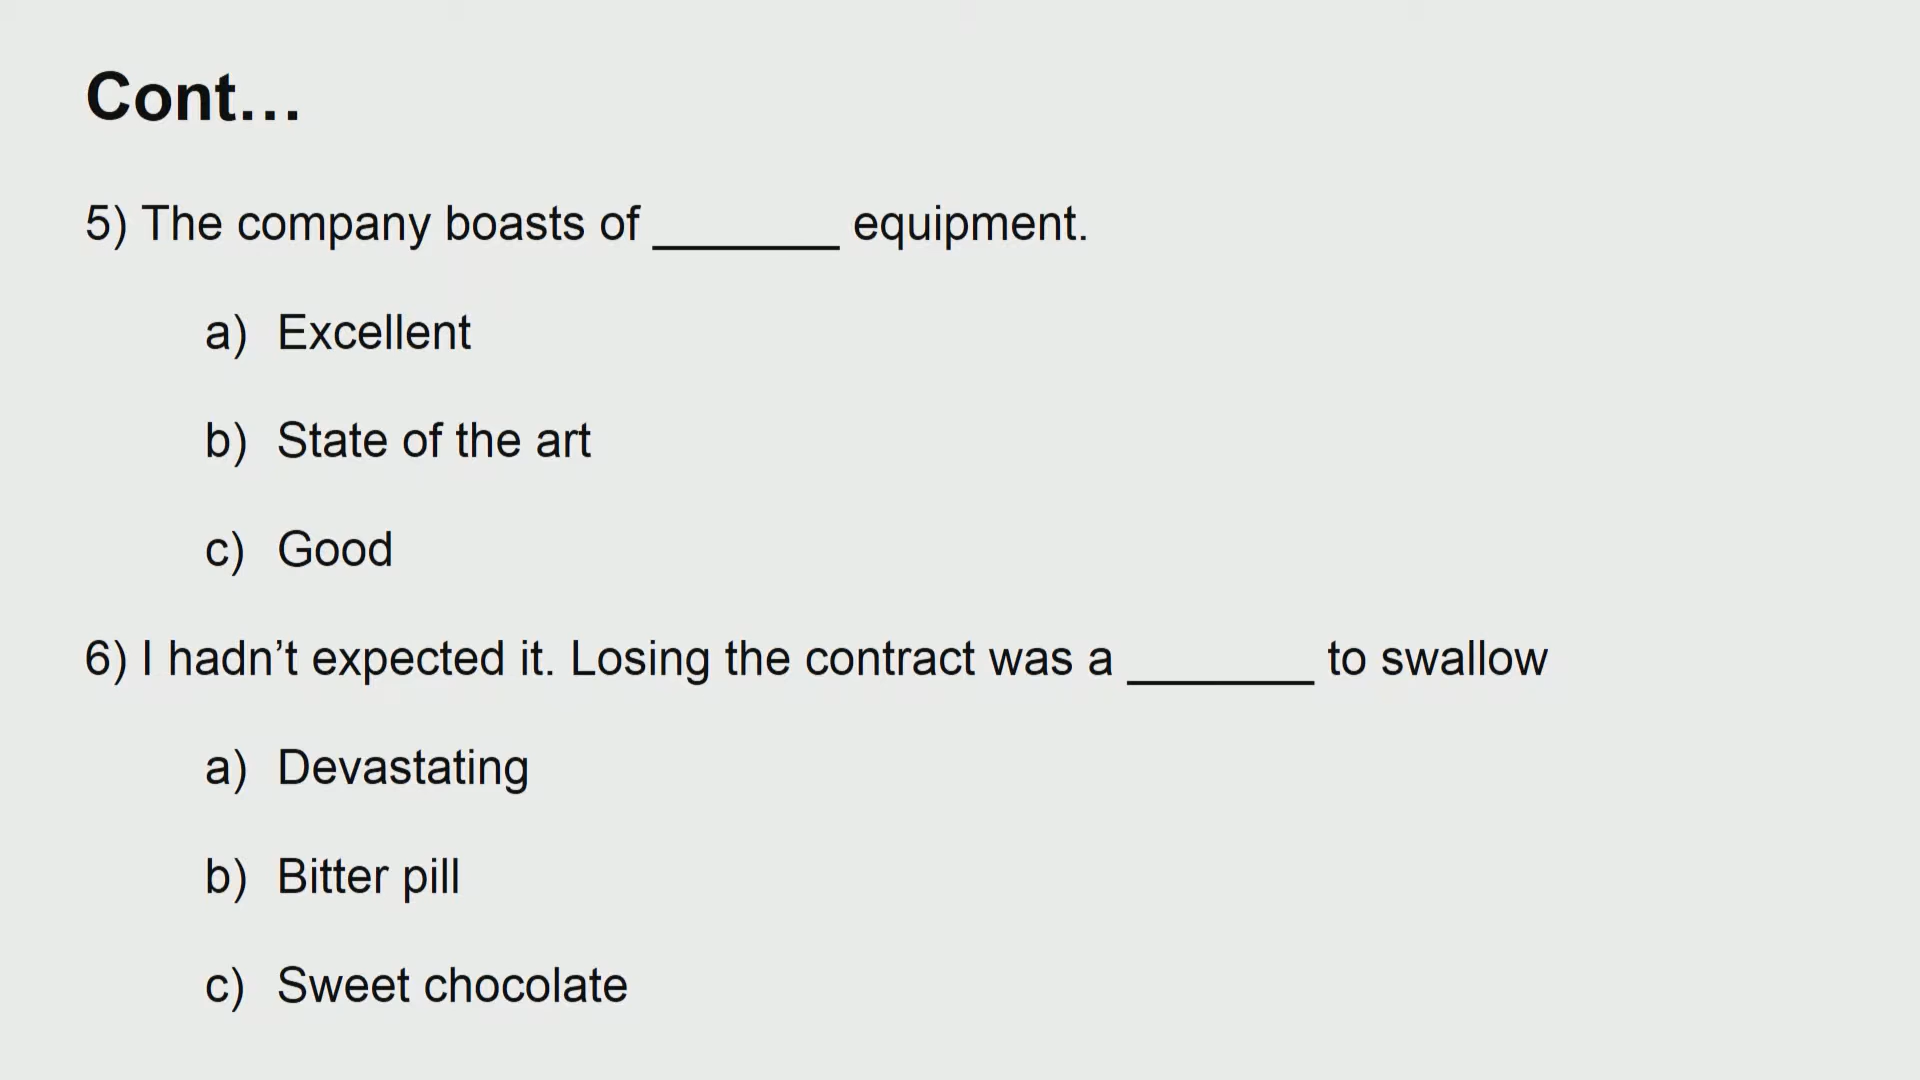 Cont...
5) The company boasts of _______ equipment.
a) Excellent
b) State of the art
c) Good
6) I hadn’t expected it. Losing the contract was a _______ to swallow
a) Devastating
b) Bitter pill
c) Sweet chocolate